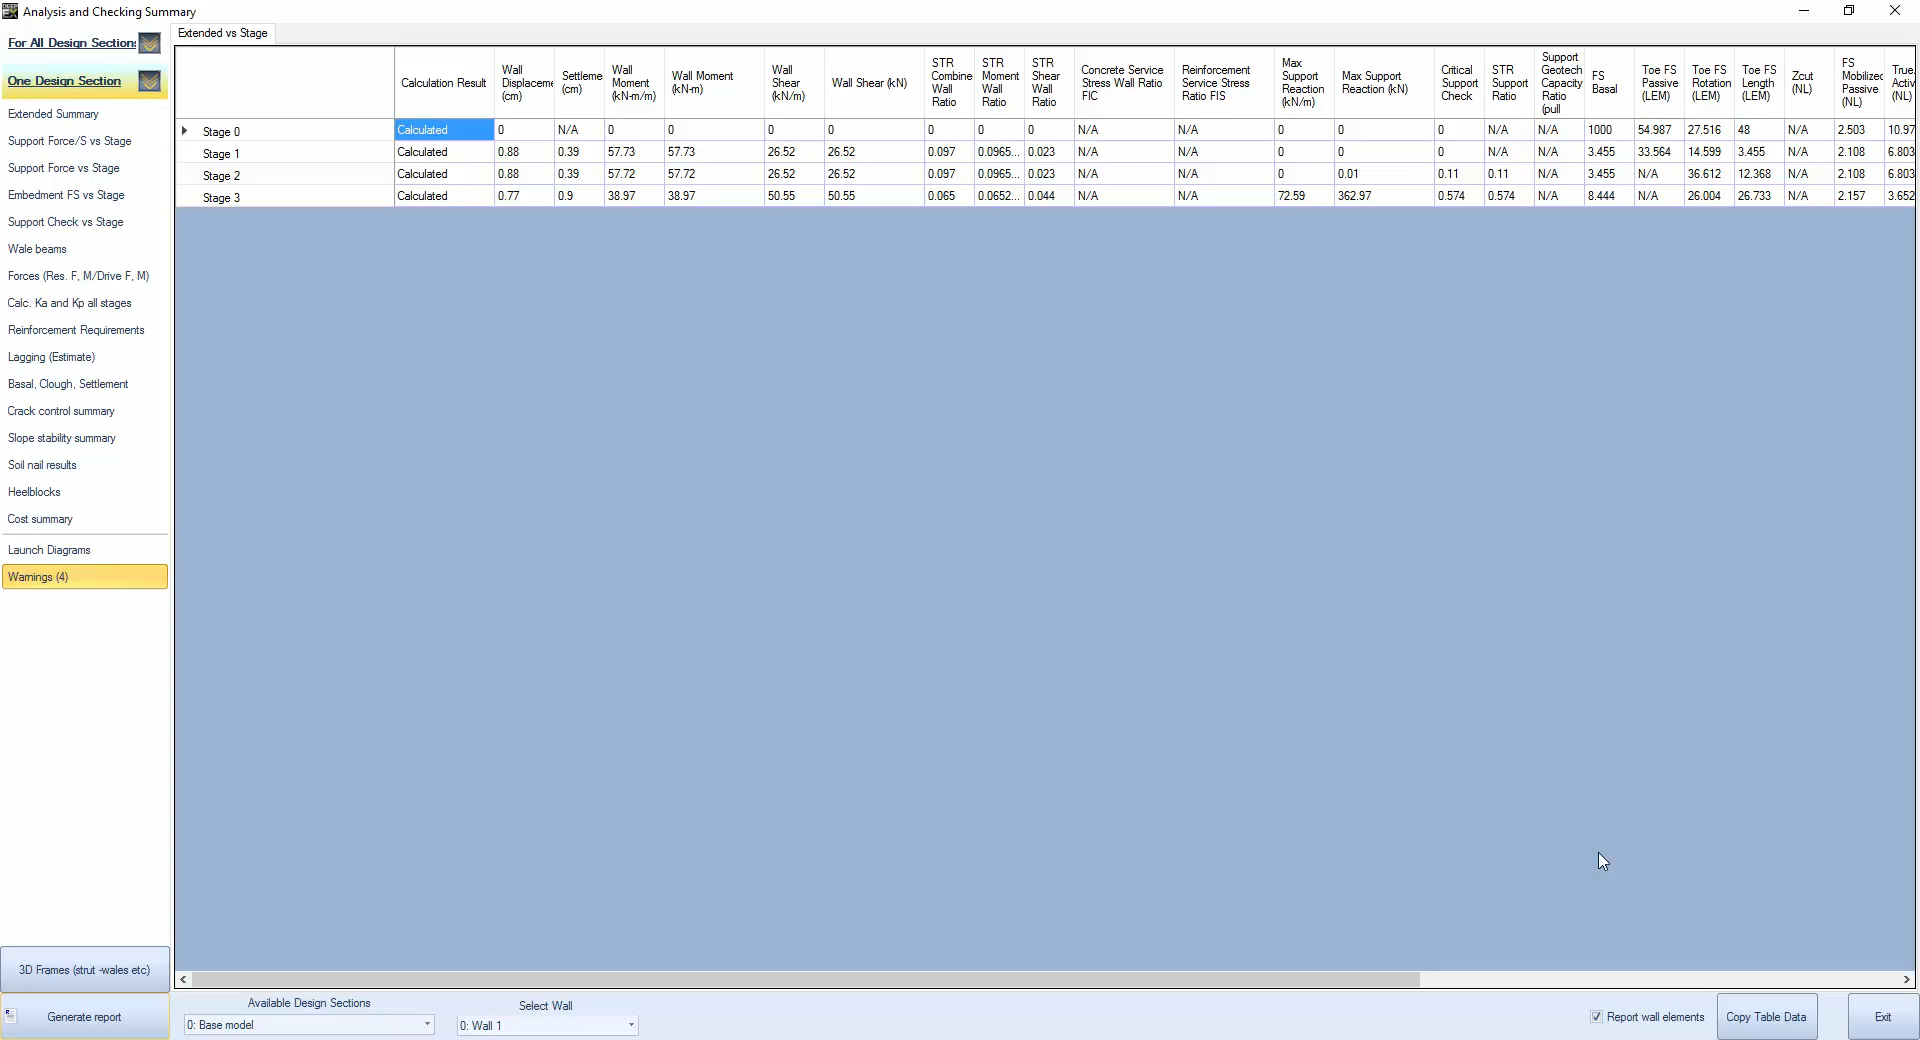 Analysis and Checking Summary
For All Design Section:
One Design Section
Extended Summary
Support Force/S vs Stage
Support Force vs Stage
Embedment FS vs Stage
Support Check vs Stage
Wale beams
Forces (Res. F, M/Drive F, M)
Calc. Ka and Kp all stages
Reinforcement Requirements
Lagging (Estimate)
Basal, Clough, Settlement
Crack control summary
Slope stability summary
Soil nail results
Heelblocks
Cost summary
Launch Diagrams
Warnings (4)
3D Frames (strut -wales etc)
Generate report
Extended vs Stage
Calculation Result
Wall
Displaceme
(cm)
Settleme
(cm)
Wall
Moment
(kN-m/m)
Wall Moment
(kN-m)
Wall
Shear
(kN/m)
Wall Shear (kN)
STR
Combine
Wall
Ratio
STR
Moment
Wall
Ratio
STR
Shear
Wall
Ratio
Concrete Service
Stress Wall Ratio
FIC
Reinforcement
Service Stress
Ratio FIS
Max
Support
Reaction
(kN/m)
Max Support
Reaction (kN)
Critical
Support
Check
STR
Support
Ratio
Support
Geotech
Capacity
Ratio
(pull
FS
Basal
Toe FS
Passive
(LEM)
Toe FS
Rotation
(LEM)
Toe FS
Length
(LEM)
Zcut
(NL)
FS
Mobilizec
Passive
(NL)
True.
Activ
(NL)
Stage 0 Calculated 0 N/A 0 0 0 0 0 0 0 N/A N/A 0 0 0 N/A N/A 1000 54.987 27.516 48 N/A 2.503 10.97
Stage 1 Calculated 0.88 0.39 57.73 57.73 26.52 26.52 0.097 0.0965... 0.023 N/A N/A 0 0 0 N/A N/A 3.455 33.564 14.599 3.455 N/A 2.108 6.803
Stage 2 Calculated 0.88 0.39 57.72 57.72 26.52 26.52 0.097 0.0965... 0.023 N/A N/A 0 0.01 0.11 0.11 N/A 3.455 N/A 36.612 12.368 N/A 2.108 6.803
Stage 3 Calculated 0.77 0.9 38.97 38.97 50.55 50.55 0.065 0.0652... 0.044 N/A N/A 72.59 362.97 0.574 0.574 N/A 8.444 N/A 26.004 26.733 N/A 2.157 3.652
Available Design Sections
0: Base model
Select Wall
0: Wall 1
Report wall elements
Copy Table Data
Exit